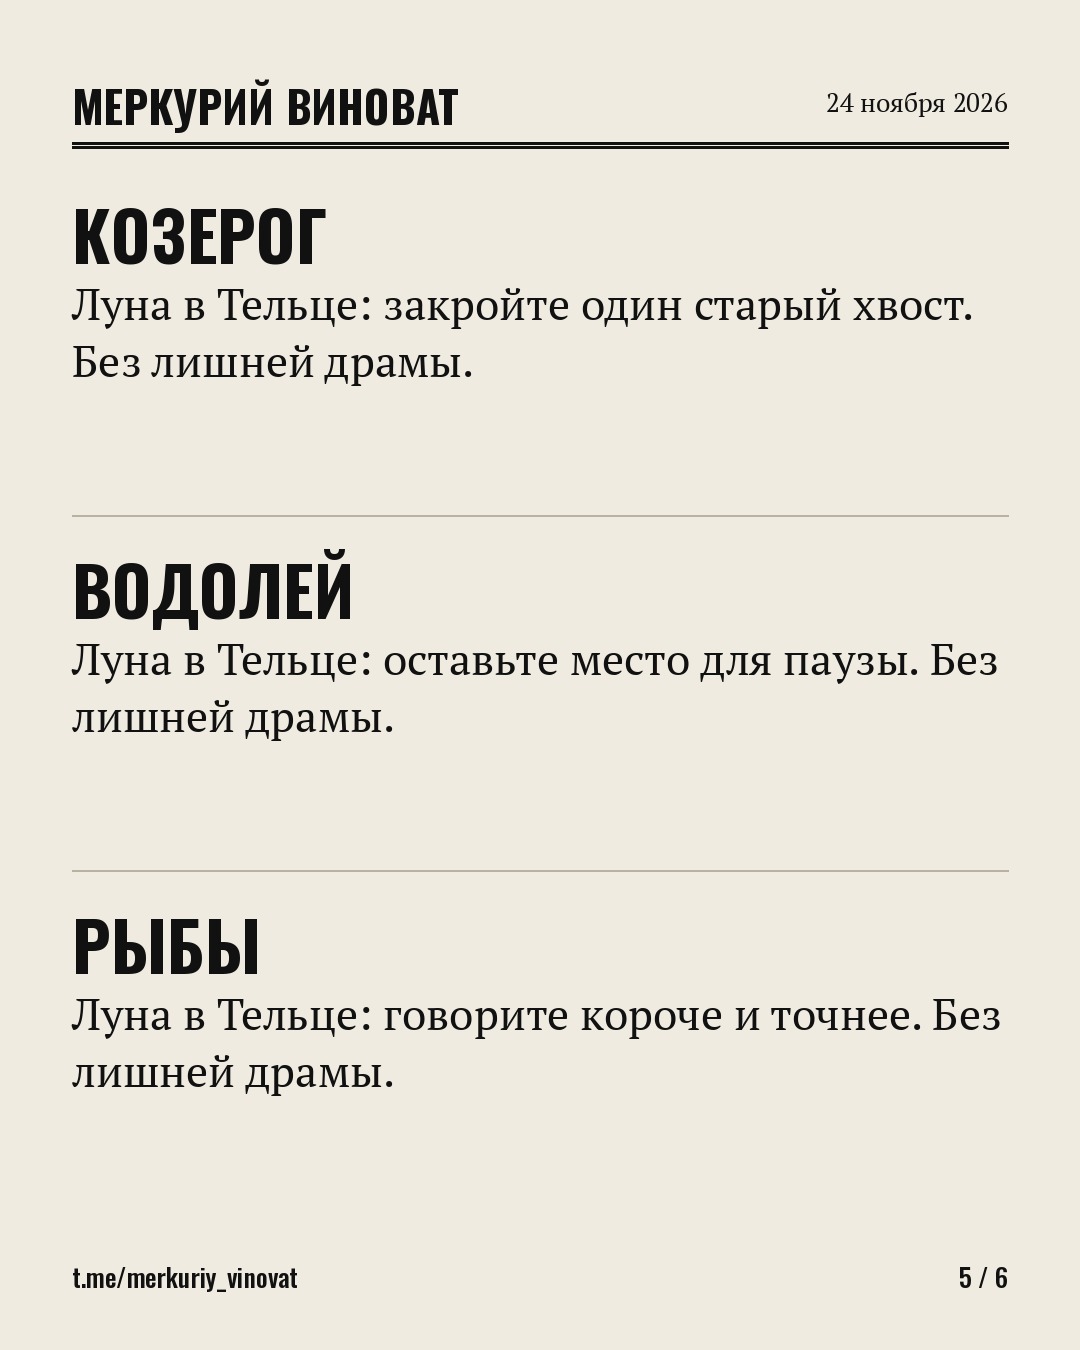 МЕРКУРИЙ ВИНОВАТ
24 ноября 2026
КОЗЕРОГ
Луна в Тельце: закройте один старый хвост.
Без лишней драмы.
ВОДОЛЕЙ
Луна в Тельце: оставьте место для паузы. Без
лишней драмы.
РЫБЫ
Луна в Тельце: говорите короче и точнее. Без
лишней драмы.
t.me/merkuriy_vinovat
5 / 6